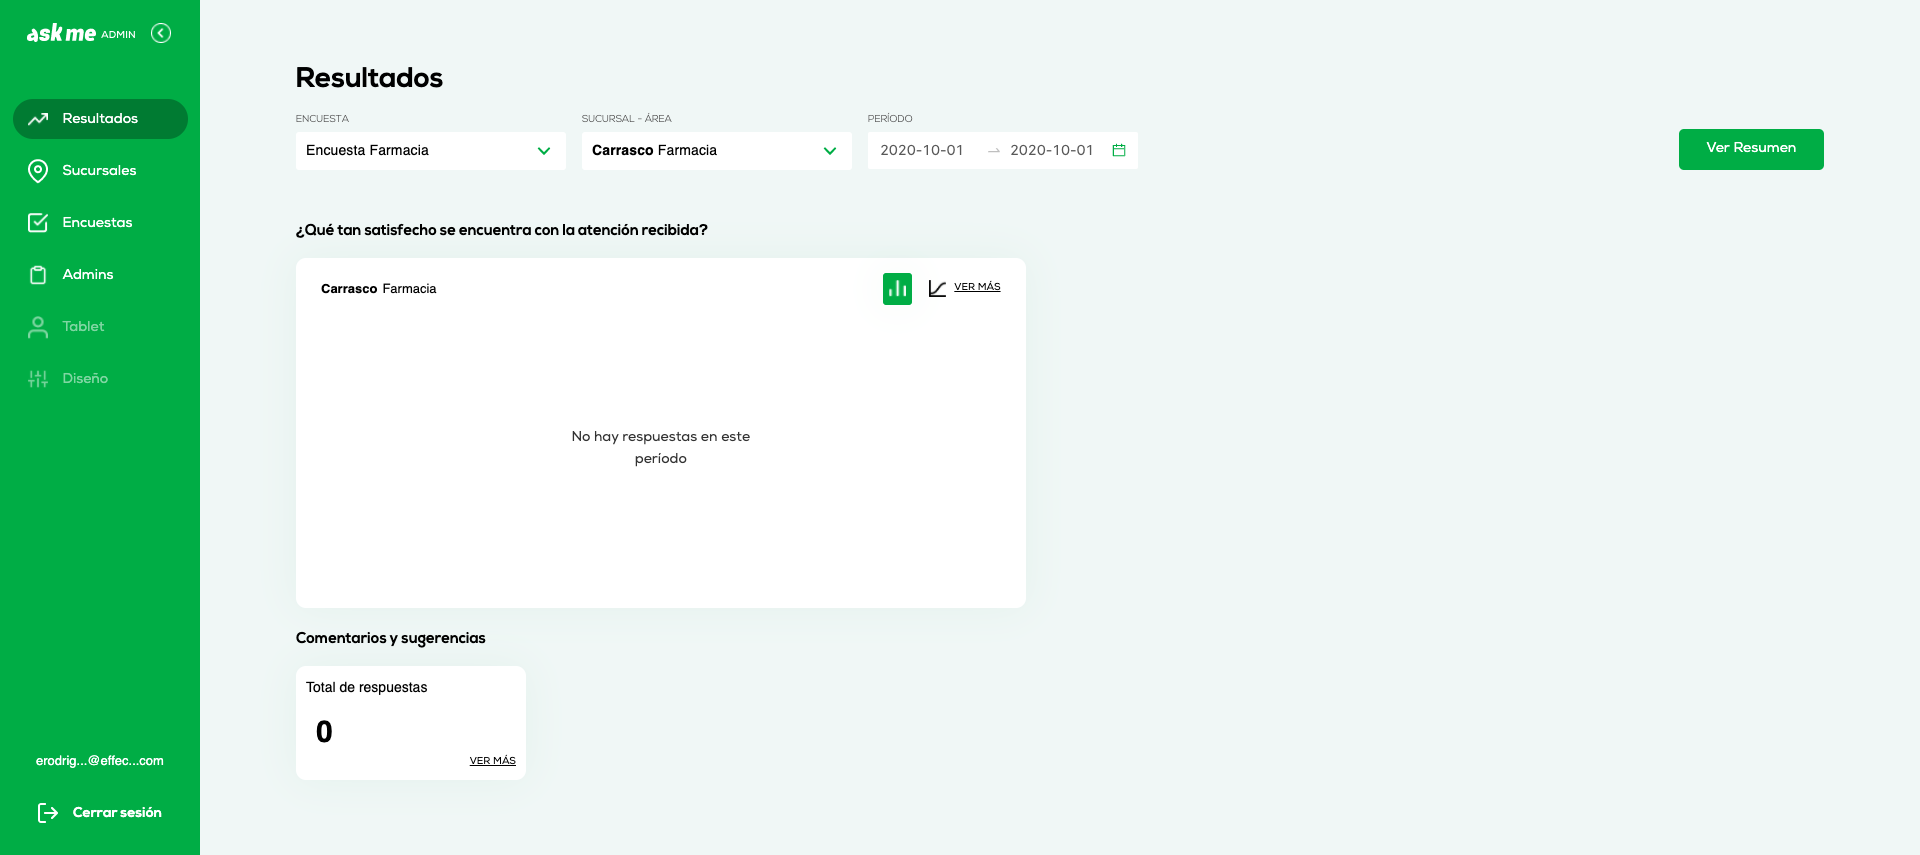 ask me ADMIN
Resultados
Sucursales
Encuestas
Admins
Tablet
Diseño
erodrig...@effec...com
Cerrar sesión
Resultados
ENCUESTA
Encuesta Farmacia
SUCURSAL - ÁREA
Carrasco Farmacia
PERÍODO
2020-10-01 → 2020-10-01
Ver Resumen
¿Qué tan satisfecho se encuentra con la atención recibida?
Carrasco Farmacia
VER MÁS
No hay respuestas en este
período
Comentarios y sugerencias
Total de respuestas
0
VER MÁS